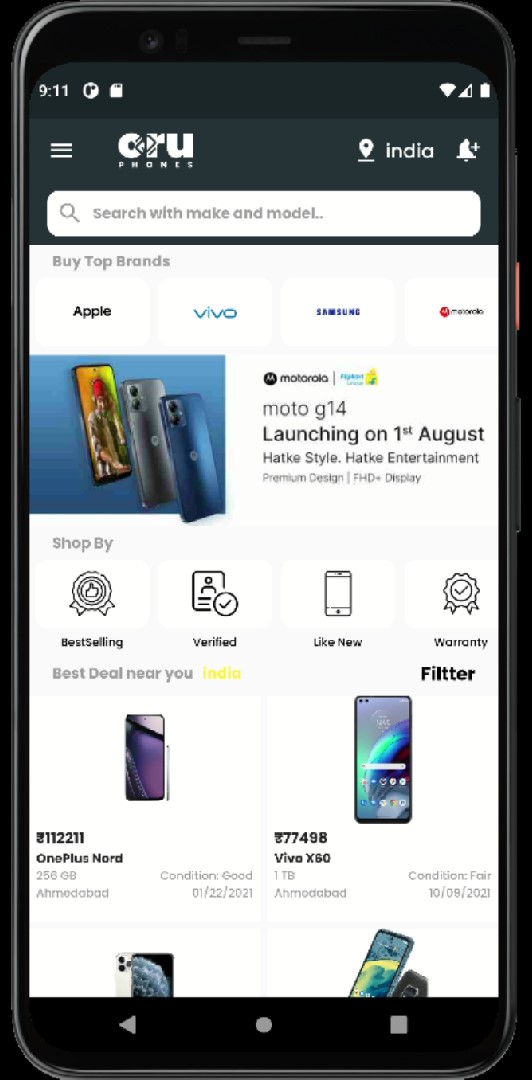 9:11
oru
PHONES
india
Search with make and model..
Buy Top Brands
Apple
vivo
SAMSUNG
motorola
motorola | Flipkart
moto g14
Launching on 1st August
Hatke Style. Hatke Entertainment
Premium Design | FHD+ Display
Shop By
BestSelling
Verified
Like New
Warranty
Best Deal near you india
Filtter
₹112211
OnePlus Nord
256 GB
Condition: Good
Ahmedabad
01/22/2021
₹77498
Vivo X60
1 TB
Condition: Fair
Ahmedabad
10/09/2021